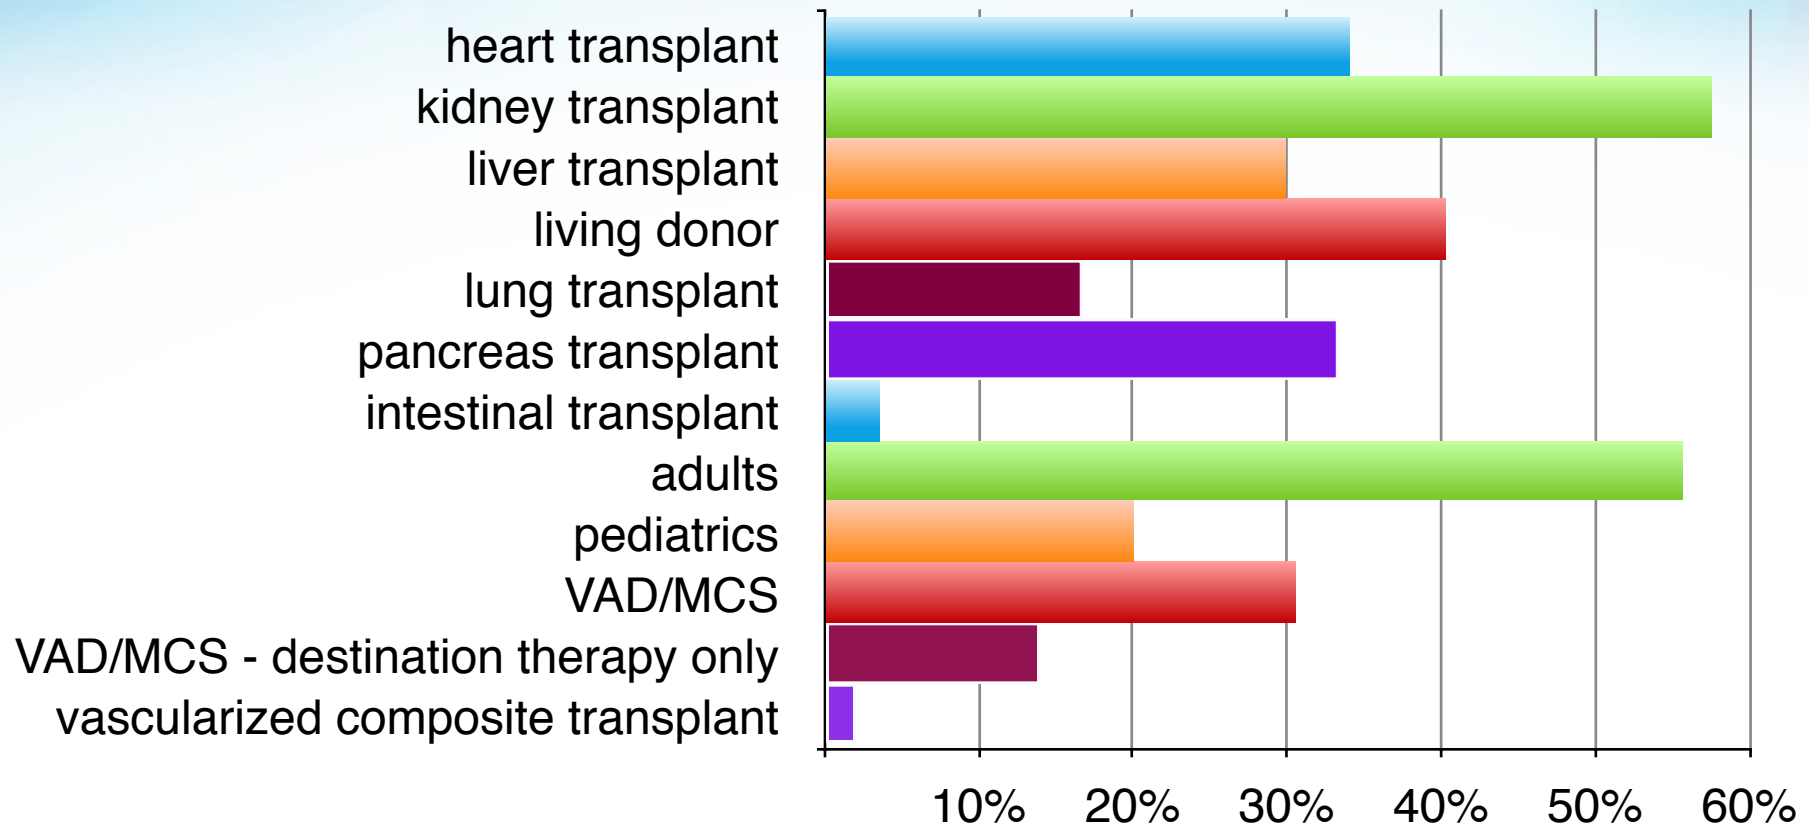 heart transplant
kidney transplant
liver transplant
living donor
lung transplant
pancreas transplant
intestinal transplant
adults
pediatrics
VAD/MCS
VAD/MCS - destination therapy only
vascularized composite transplant
10% 20% 30% 40% 50% 60%